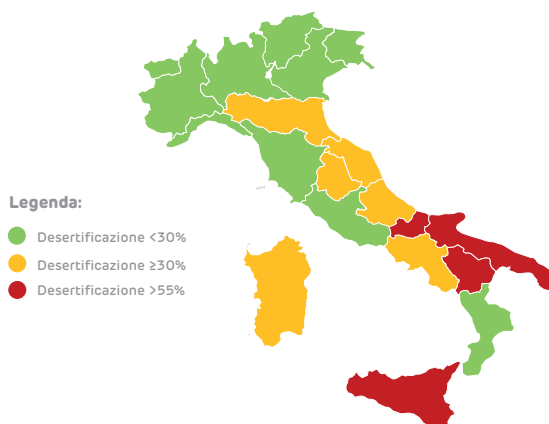 Legenda:
Desertificazione <30%
Desertificazione ≥30%
Desertificazione >55%